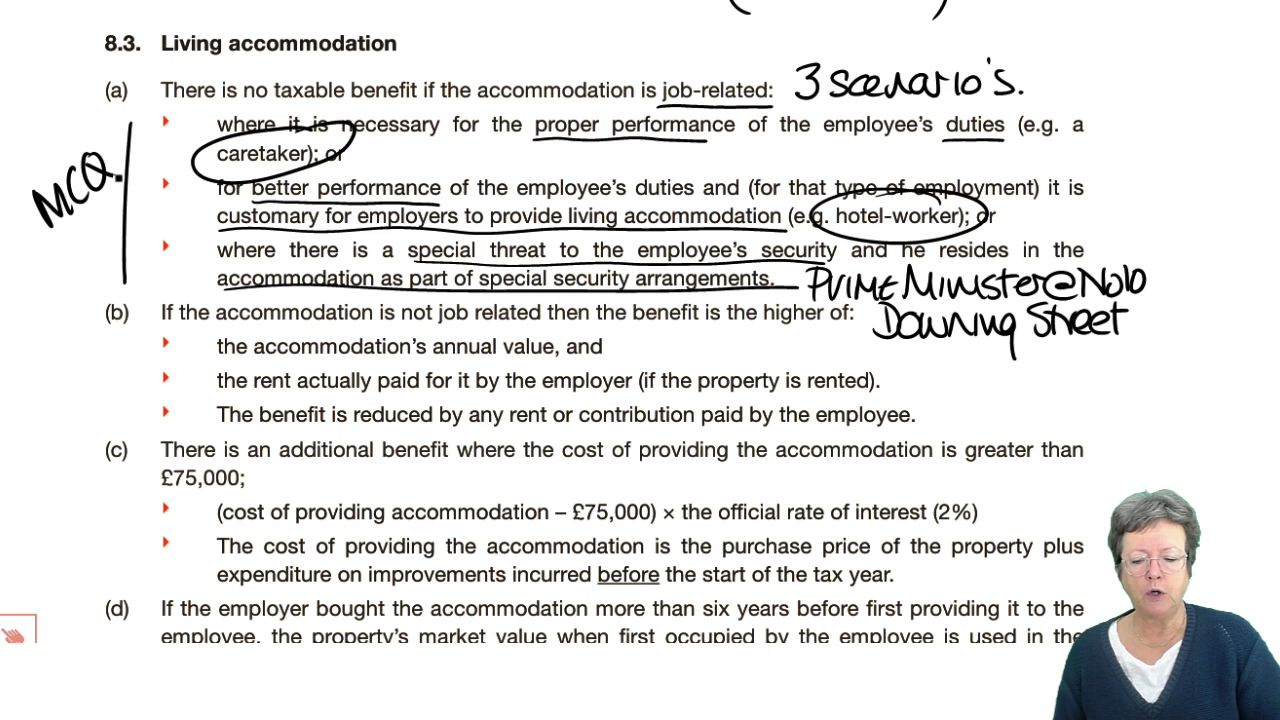 8.3. Living accommodation
(a) There is no taxable benefit if the accommodation is job-related: 3 scenario's.
where it is necessary for the proper performance of the employee's duties (e.g. a
caretaker); or
MCQ.
for better performance of the employee's duties and (for that type of employment) it is
customary for employers to provide living accommodation (e.g. hotel-worker); or
where there is a special threat to the employee's security and he resides in the
accommodation as part of special security arrangements. Prime Minister@No10
(b) If the accommodation is not job related then the benefit is the higher of: Downing Street
the accommodation's annual value, and
the rent actually paid for it by the employer (if the property is rented).
The benefit is reduced by any rent or contribution paid by the employee.
(c) There is an additional benefit where the cost of providing the accommodation is greater than
£75,000;
(cost of providing accommodation – £75,000) × the official rate of interest (2%)
The cost of providing the accommodation is the purchase price of the property plus
expenditure on improvements incurred before the start of the tax year.
(d) If the employer bought the accommodation more than six years before first providing it to the
employee, the property's market value when first occupied by the employee is used in the